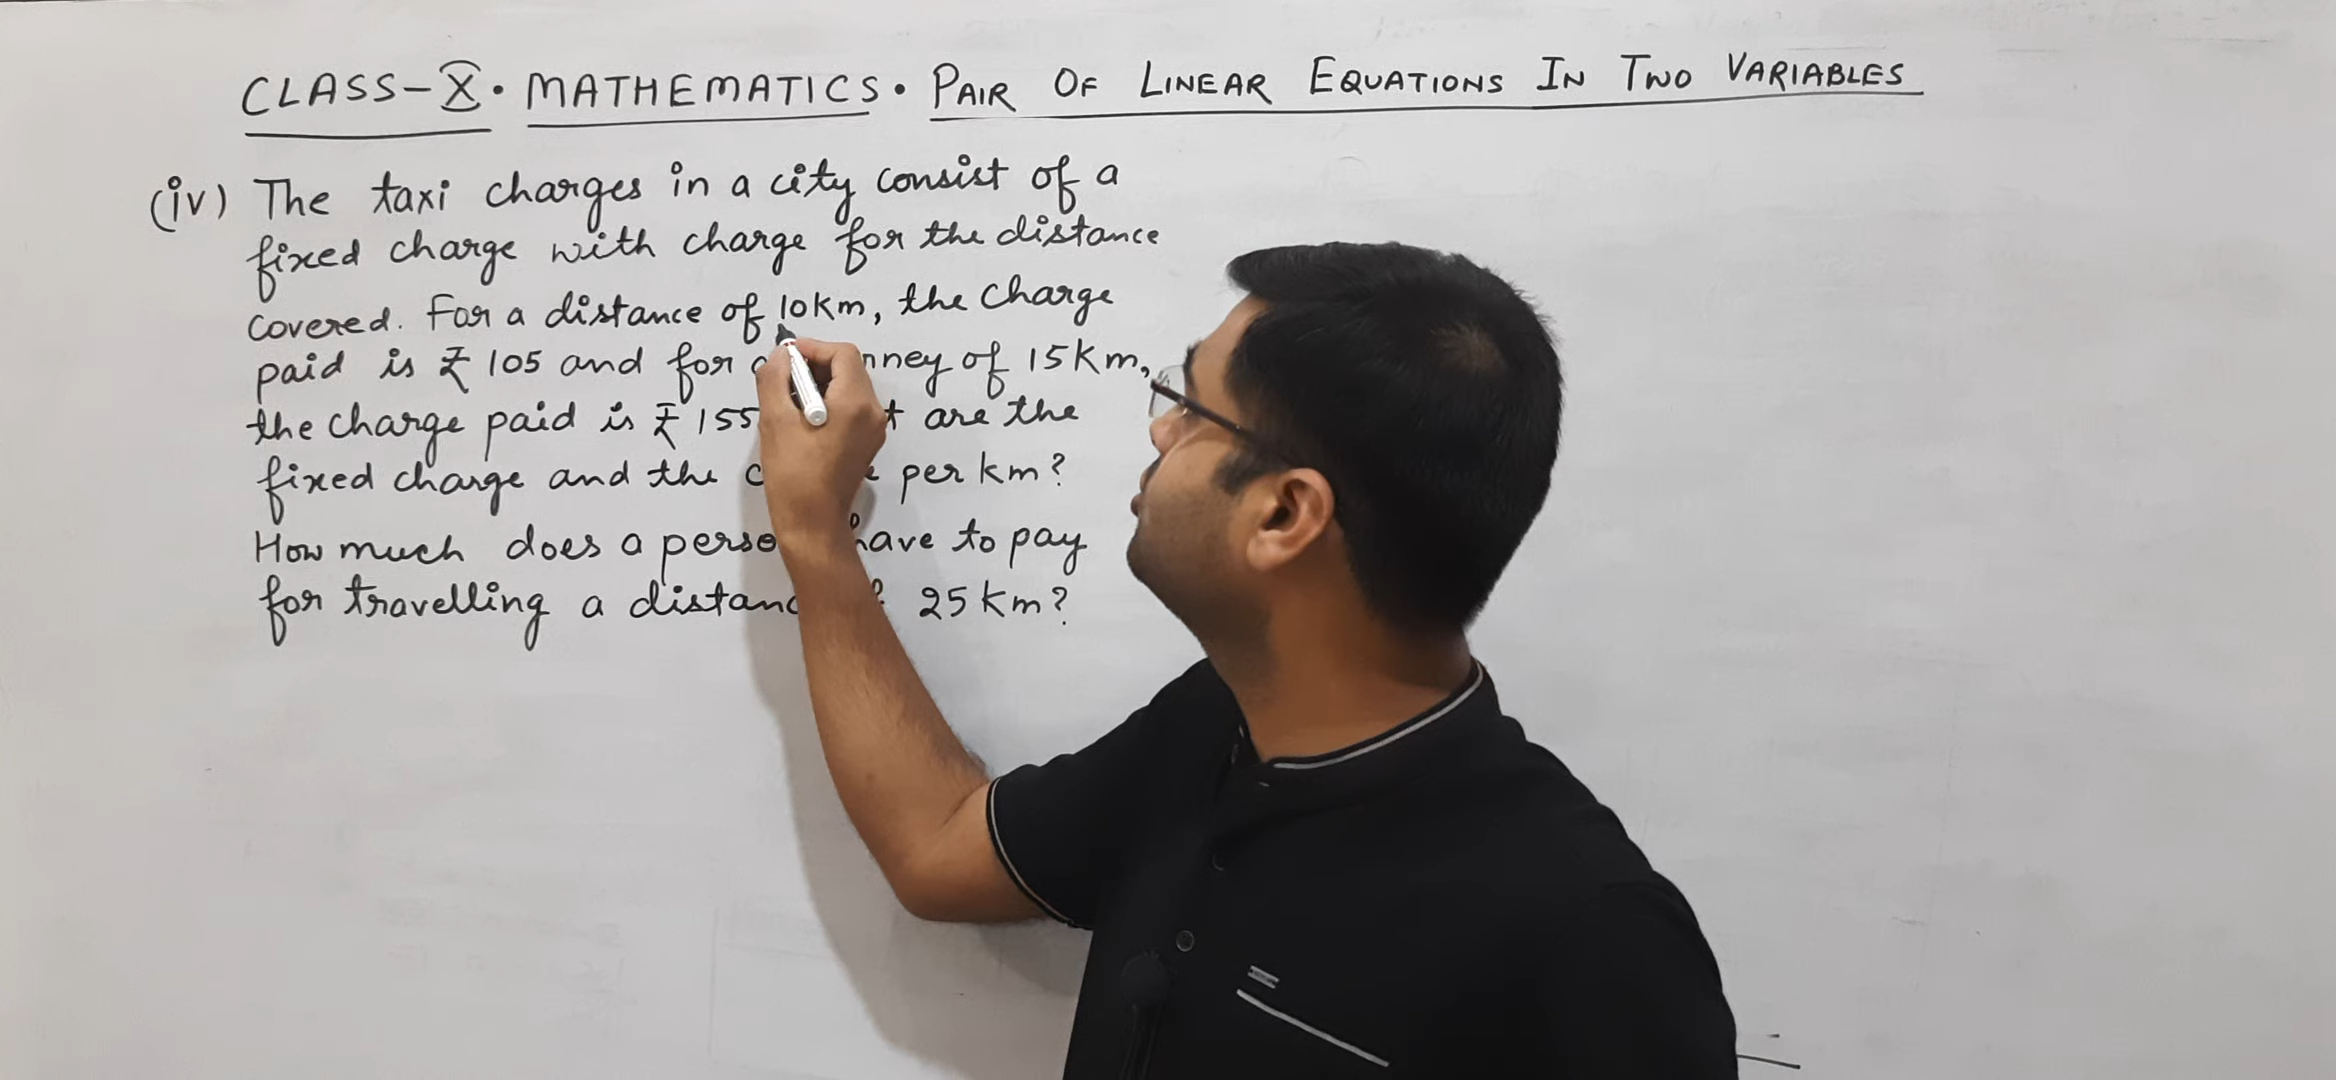 CLASS-X • MATHEMATICS • PAIR OF LINEAR EQUATIONS IN TWO VARIABLES
(iv) The taxi charges in a city consist of a
fixed charge with charge for the distance
covered. For a distance of 10km, the charge
paid is ₹ 105 and for of 15km,
the charge paid is ₹ 155 are the
fixed charge and the per km?
How much does a have to pay
for travelling a 25 km?